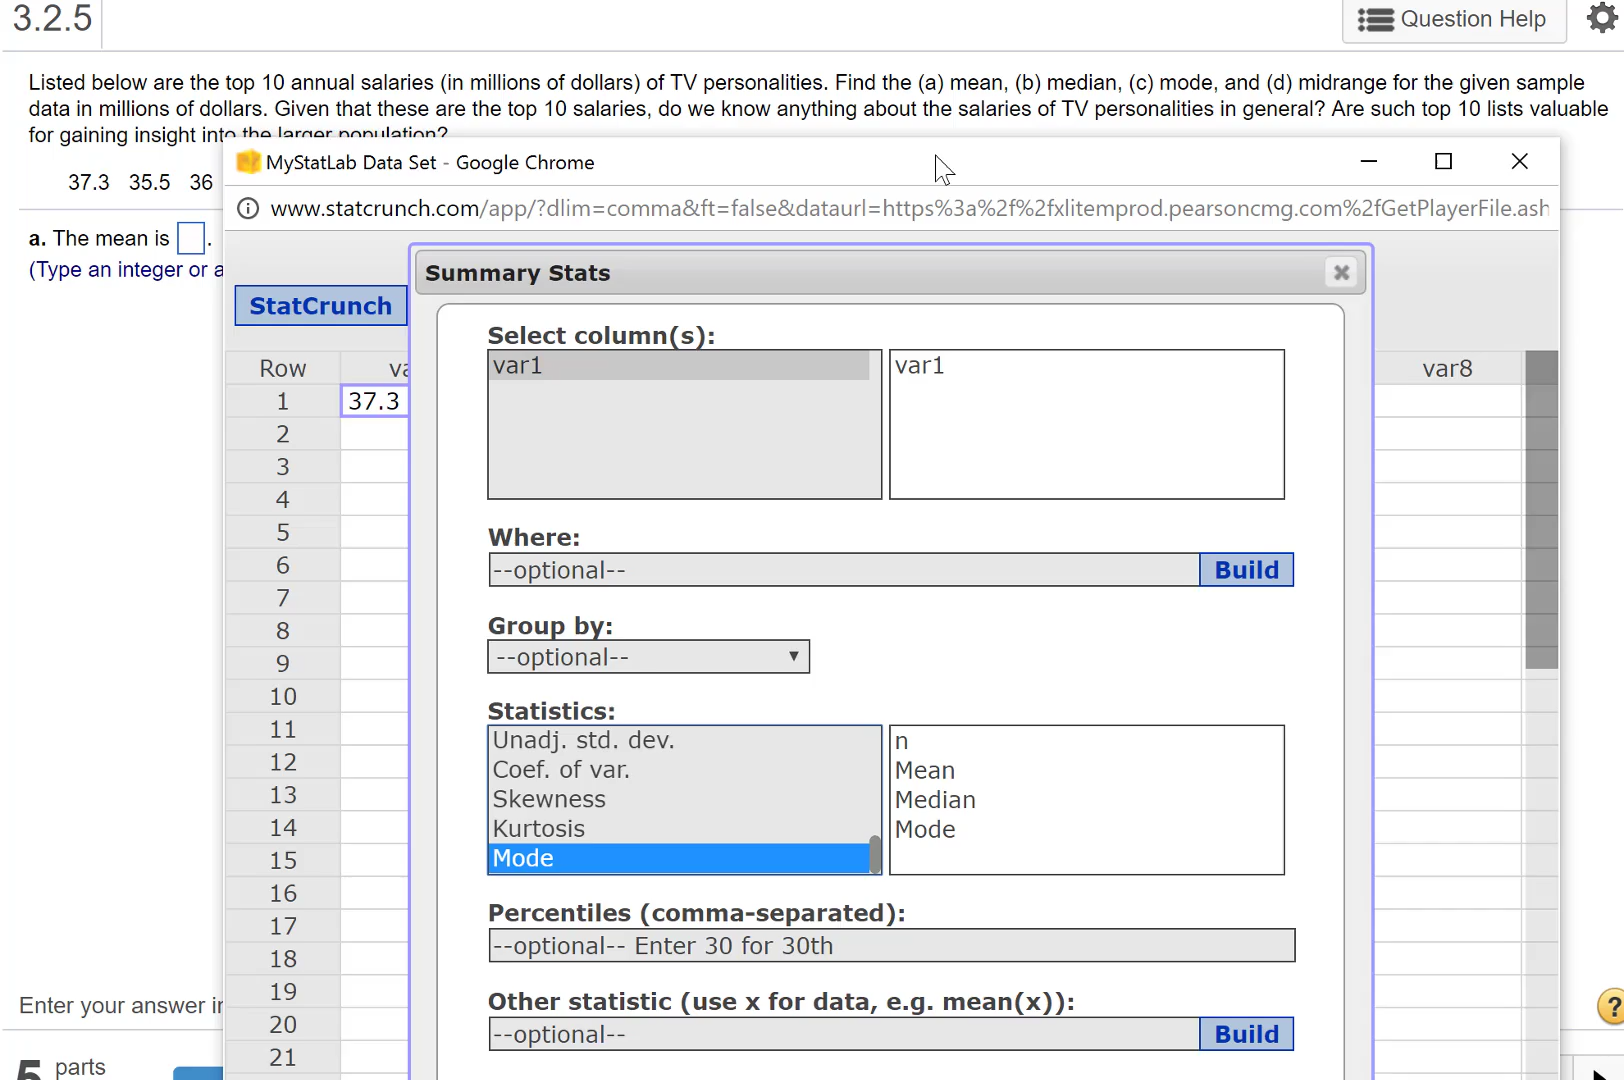 3.2.5
Question Help
Listed below are the top 10 annual salaries (in millions of dollars) of TV personalities. Find the (a) mean, (b) median, (c) mode, and (d) midrange for the given sample
data in millions of dollars. Given that these are the top 10 salaries, do we know anything about the salaries of TV personalities in general? Are such top 10 lists valuable
for gaining insight into the larger population?
37.3 35.5 36
a. The mean is .
(Type an integer or a
MyStatLab Data Set - Google Chrome
www.statcrunch.com/app/?dlim=comma&ft=false&dataurl=https%3a%2f%2fxlitemprod.pearsoncmg.com%2fGetPlayerFile.ash
StatCrunch
Summary Stats
Select column(s):
var1
var1
Where:
--optional--
Build
Group by:
--optional--
Statistics:
Unadj. std. dev.
Coef. of var.
Skewness
Kurtosis
Mode
n
Mean
Median
Mode
Percentiles (comma-separated):
--optional-- Enter 30 for 30th
Other statistic (use x for data, e.g. mean(x)):
--optional--
Build
Row va var8
1 37.3
2
3
4
5
6
7
8
9
10
11
12
13
14
15
16
17
18
19
20
21
Enter your answer in
?
5 parts